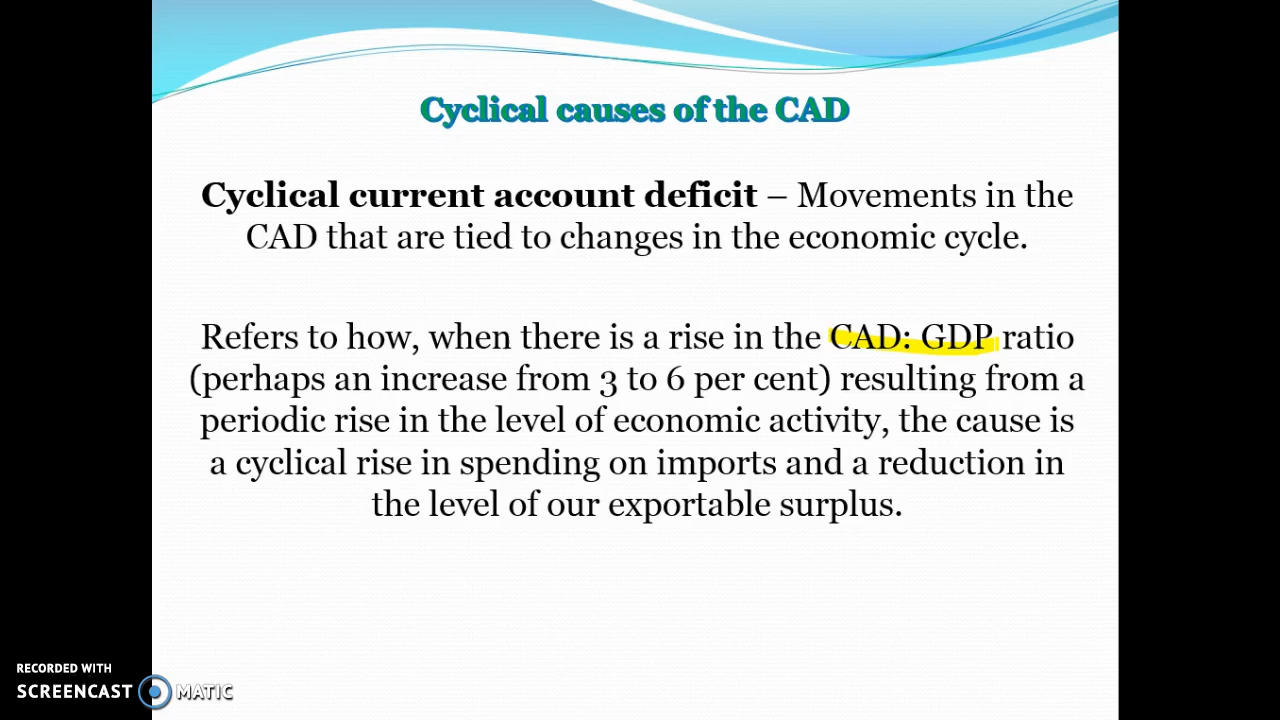 Cyclical causes of the CAD
Cyclical current account deficit – Movements in the
CAD that are tied to changes in the economic cycle.
Refers to how, when there is a rise in the CAD: GDP ratio
(perhaps an increase from 3 to 6 per cent) resulting from a
periodic rise in the level of economic activity, the cause is
a cyclical rise in spending on imports and a reduction in
the level of our exportable surplus.
RECORDED WITH
SCREENCAST MATIC